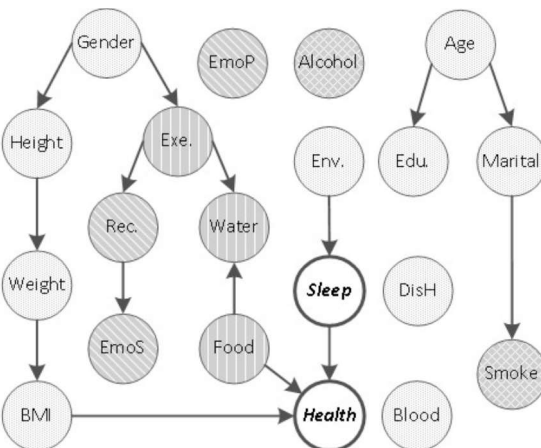 Gender
EmoP
Alcohol
Age
Height
Exe.
Env.
Edu.
Marital
Rec.
Water
Weight
Sleep
DisH
EmoS
Food
Smoke
BMI
Health
Blood